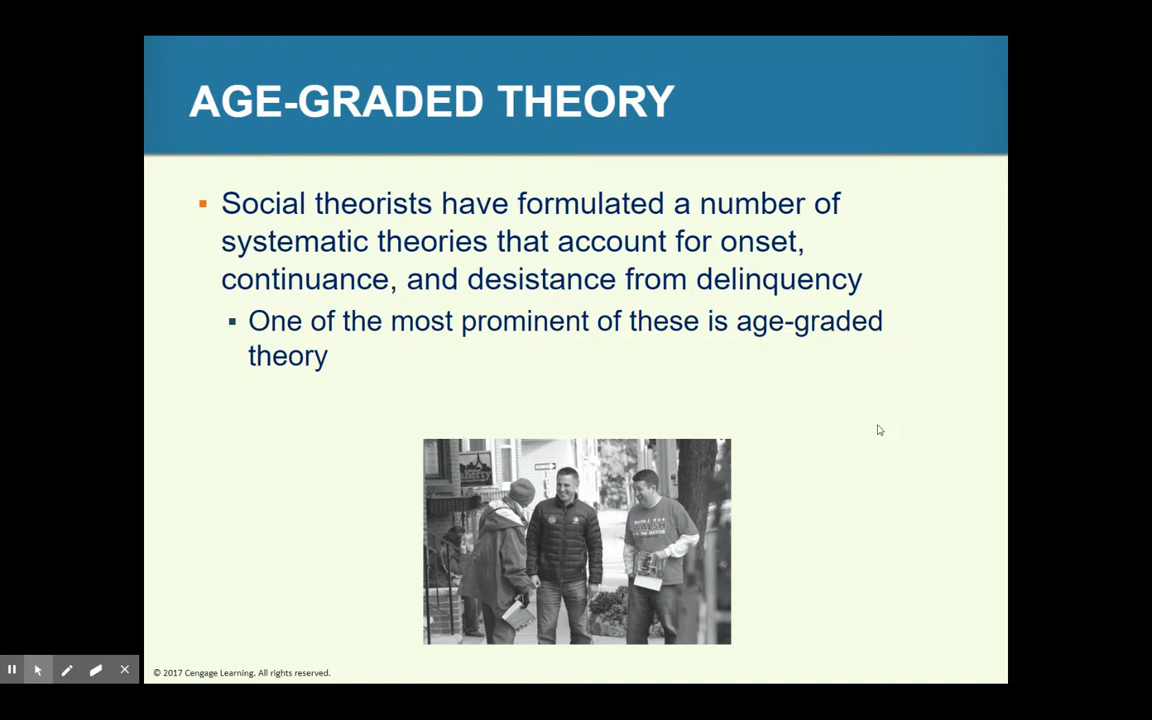 AGE-GRADED THEORY
▪ Social theorists have formulated a number of
systematic theories that account for onset,
continuance, and desistance from delinquency
▪ One of the most prominent of these is age-graded
theory
WALSH
© 2017 Cengage Learning. All rights reserved.